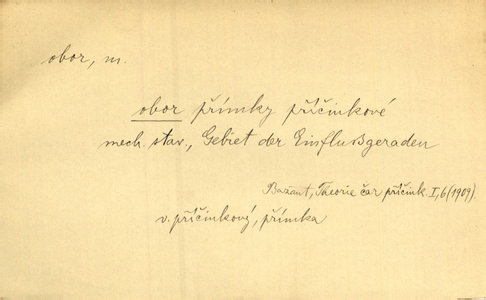 obor, m.
obor přímky příčinkové
mech. stav., Gebiet der Einflußgeraden
Bažant, Theorie čar příčink. I, 6 (1909).
v. příčinkový, přímka